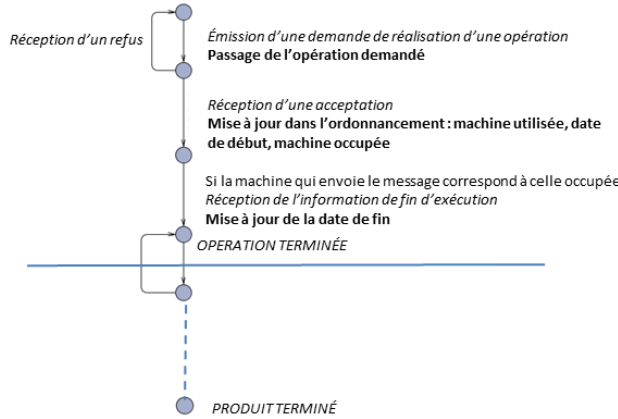 Réception d'un refus
Émission d'une demande de réalisation d'une opération
Passage de l'opération demandé
Réception d'une acceptation
Mise à jour dans l'ordonnancement : machine utilisée, date
de début, machine occupée
Si la machine qui envoie le message correspond à celle occupée
Réception de l'information de fin d'exécution
Mise à jour de la date de fin
OPERATION TERMINÉE
PRODUIT TERMINÉ